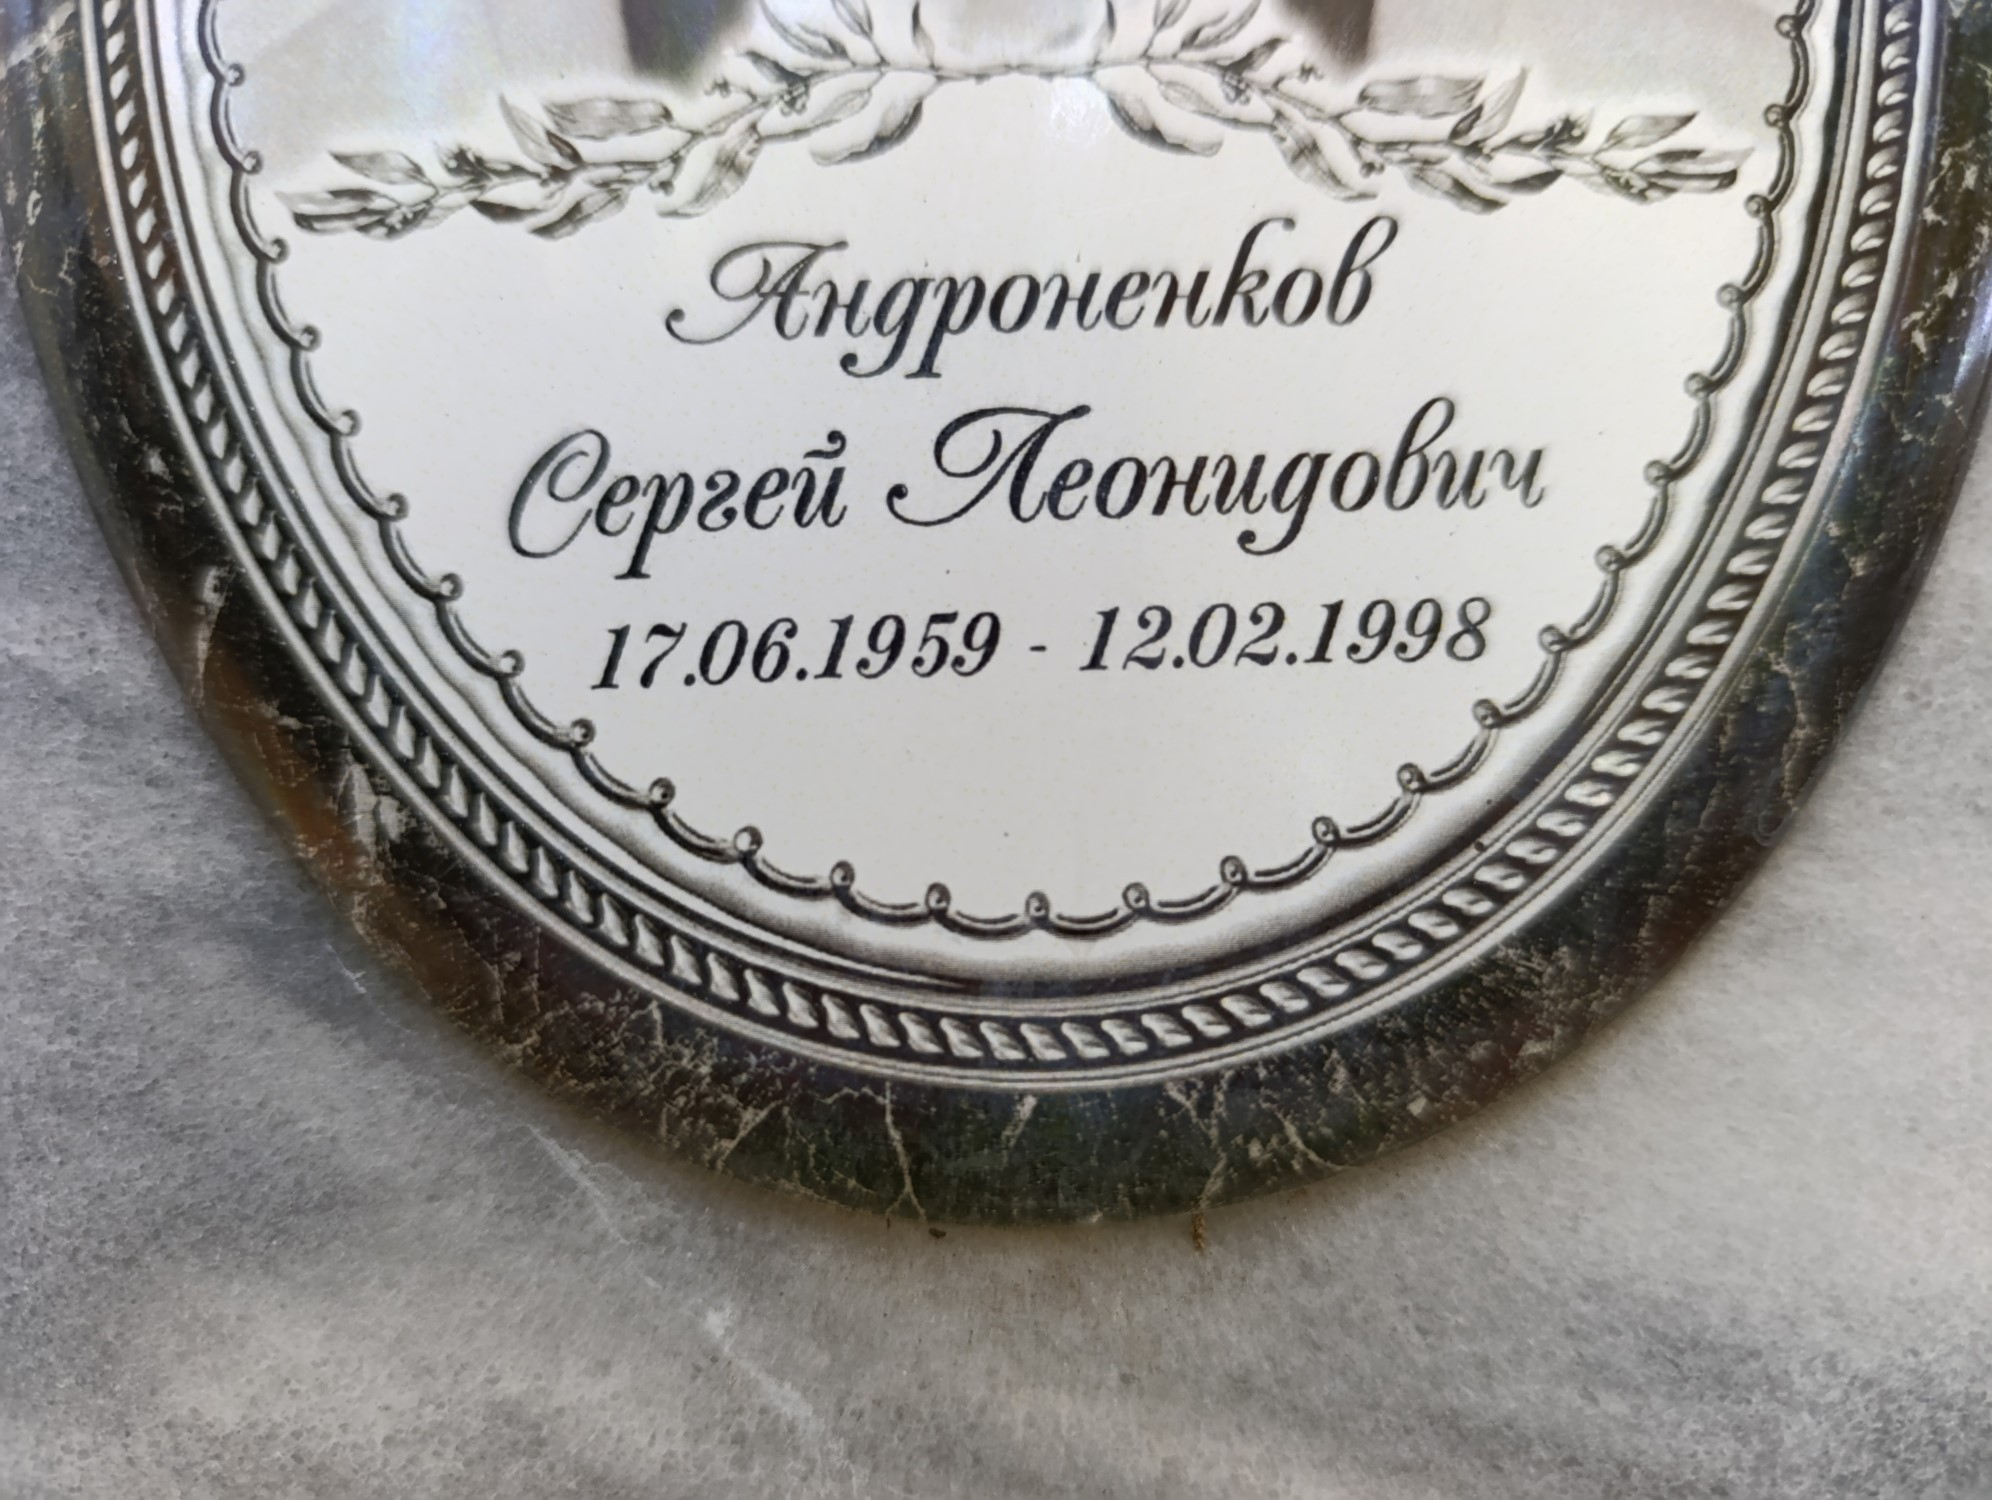 Андроненков
Сергей Леонидович
17.06.1959 - 12.02.1998